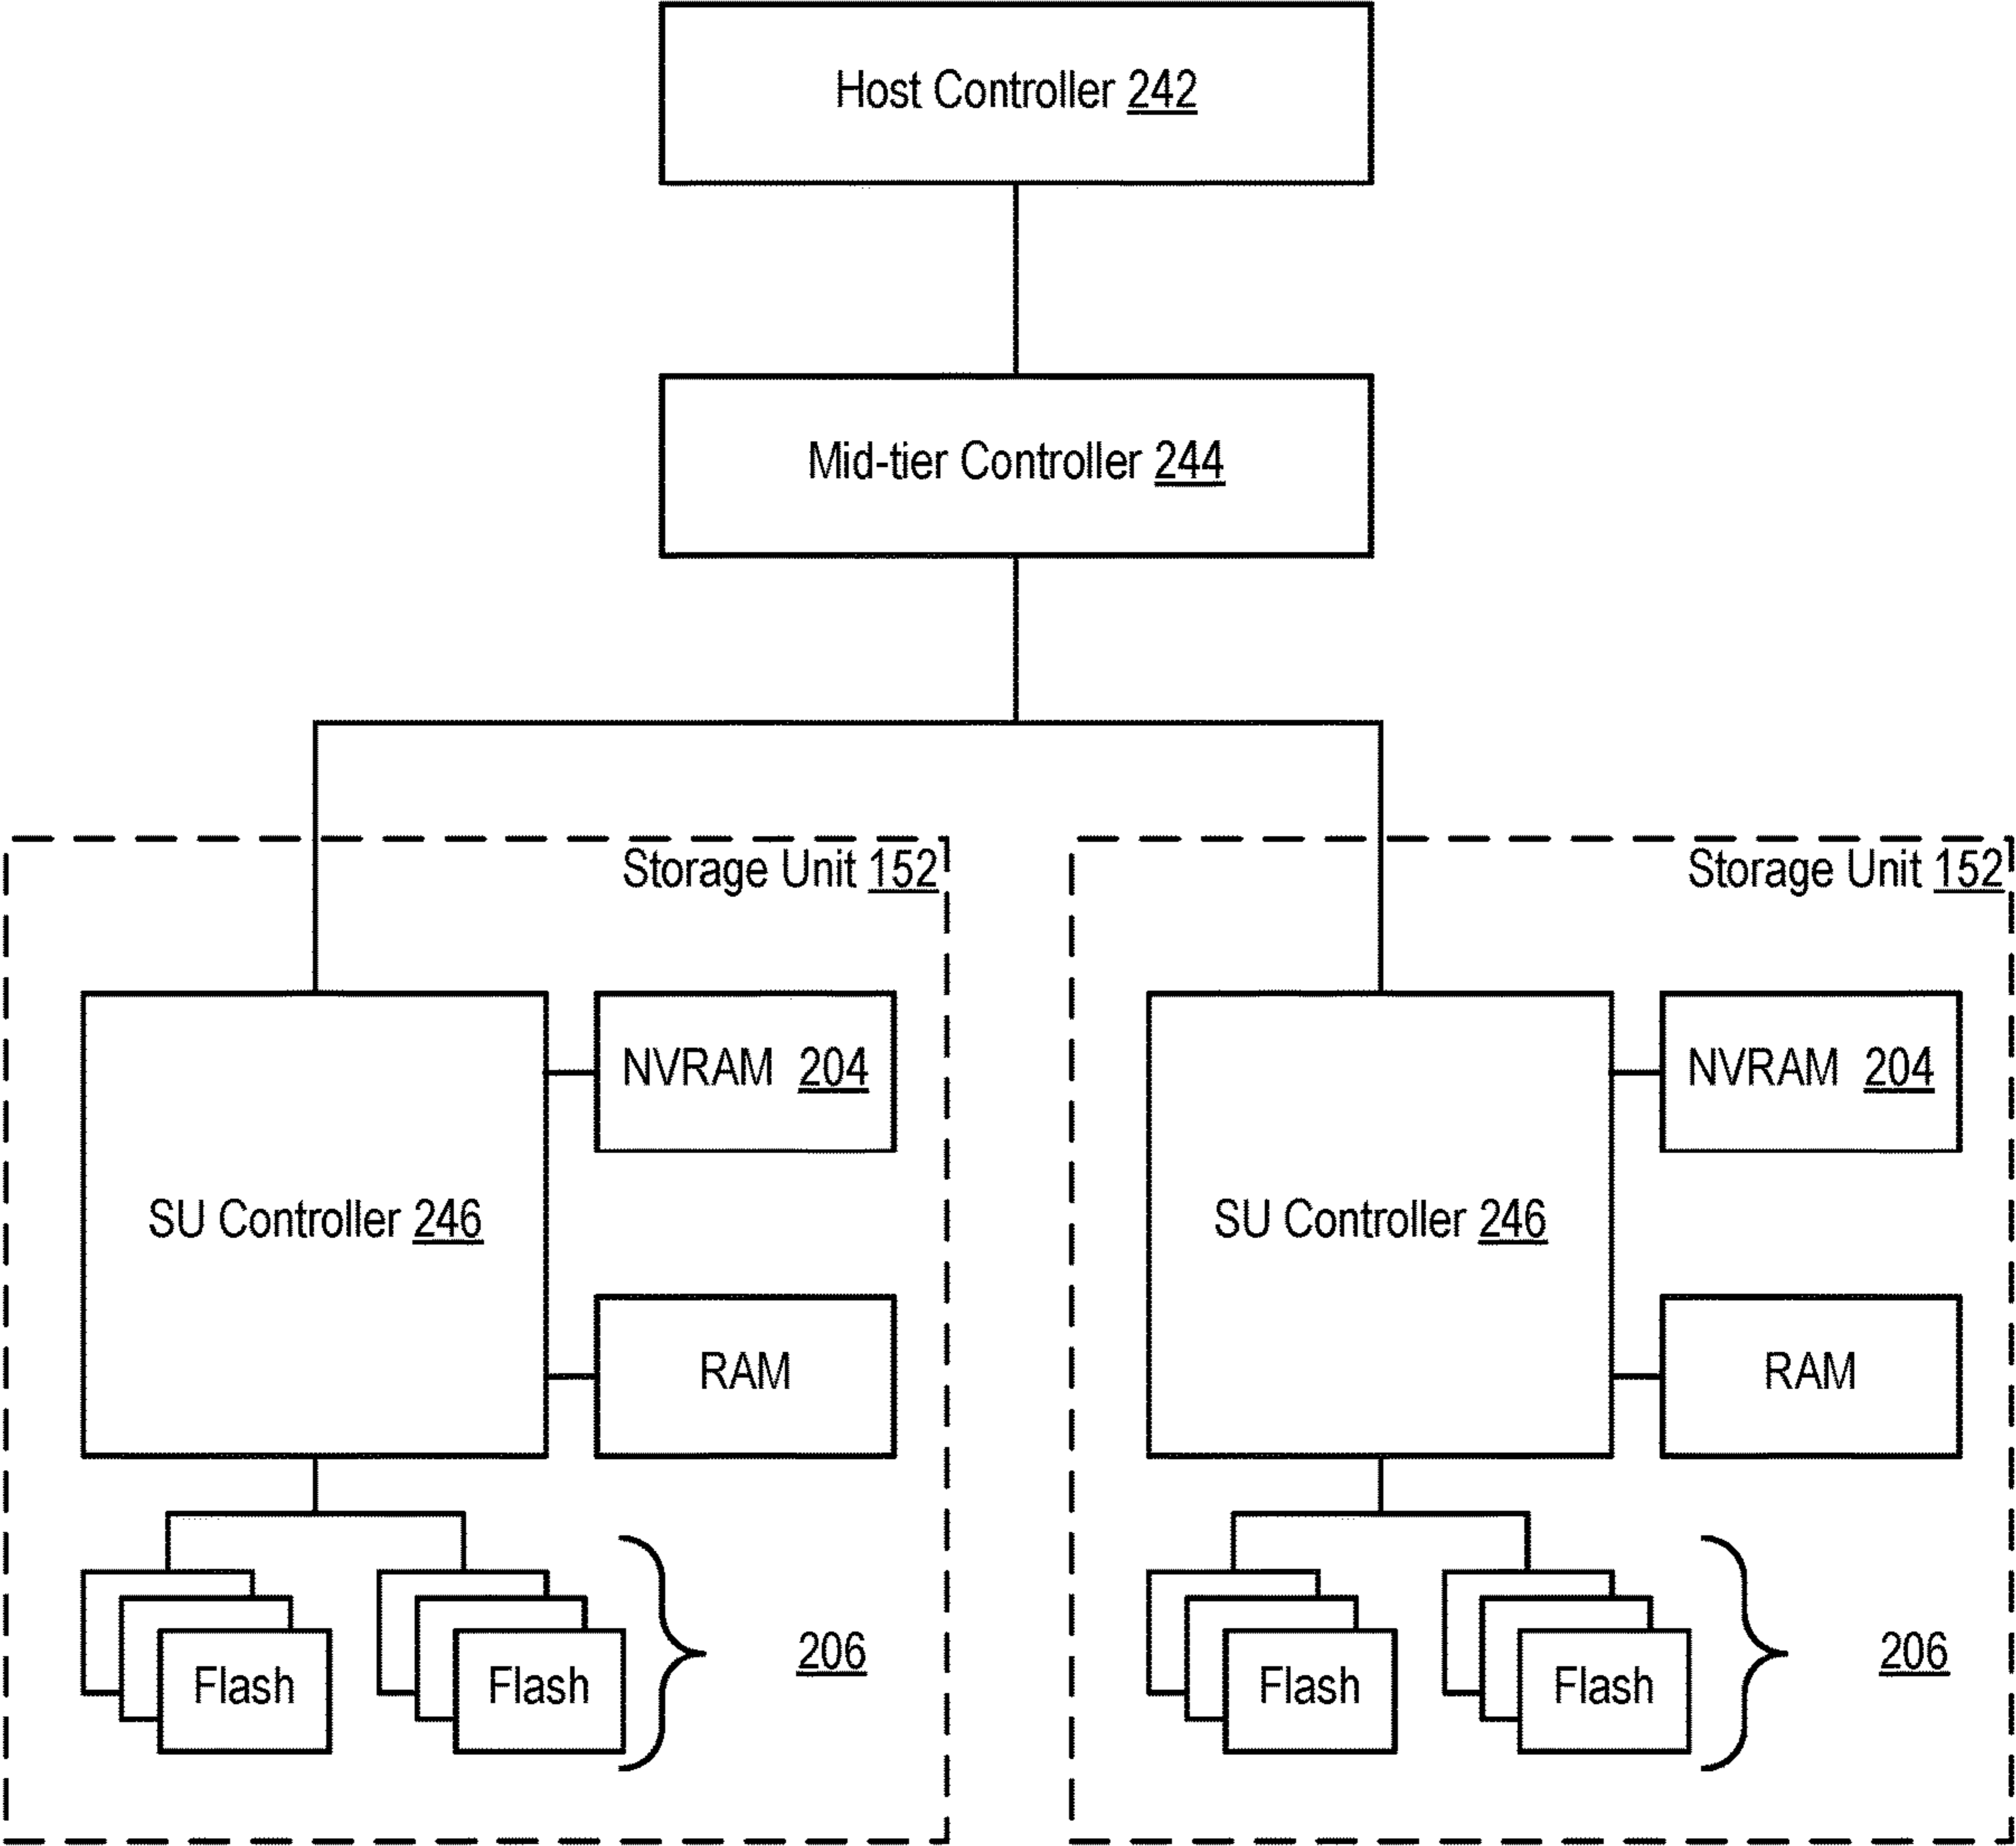 Host Controller 242
Mid-tier Controller 244
Storage Unit 152
Storage Unit 152
NVRAM 204
NVRAM 204
SU Controller 246
SU Controller 246
RAM
RAM
206
206
Flash
Flash
Flash
Flash